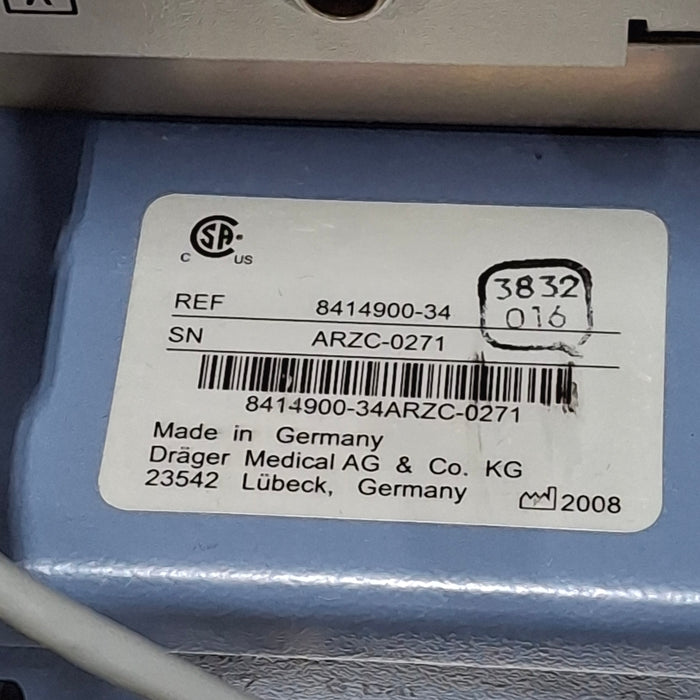 C SA US
REF 8414900-34
3832
016
SN ARZC-0271
8414900-34ARZC-0271
Made in Germany
Dräger Medical AG & Co. KG
23542 Lübeck, Germany
2008